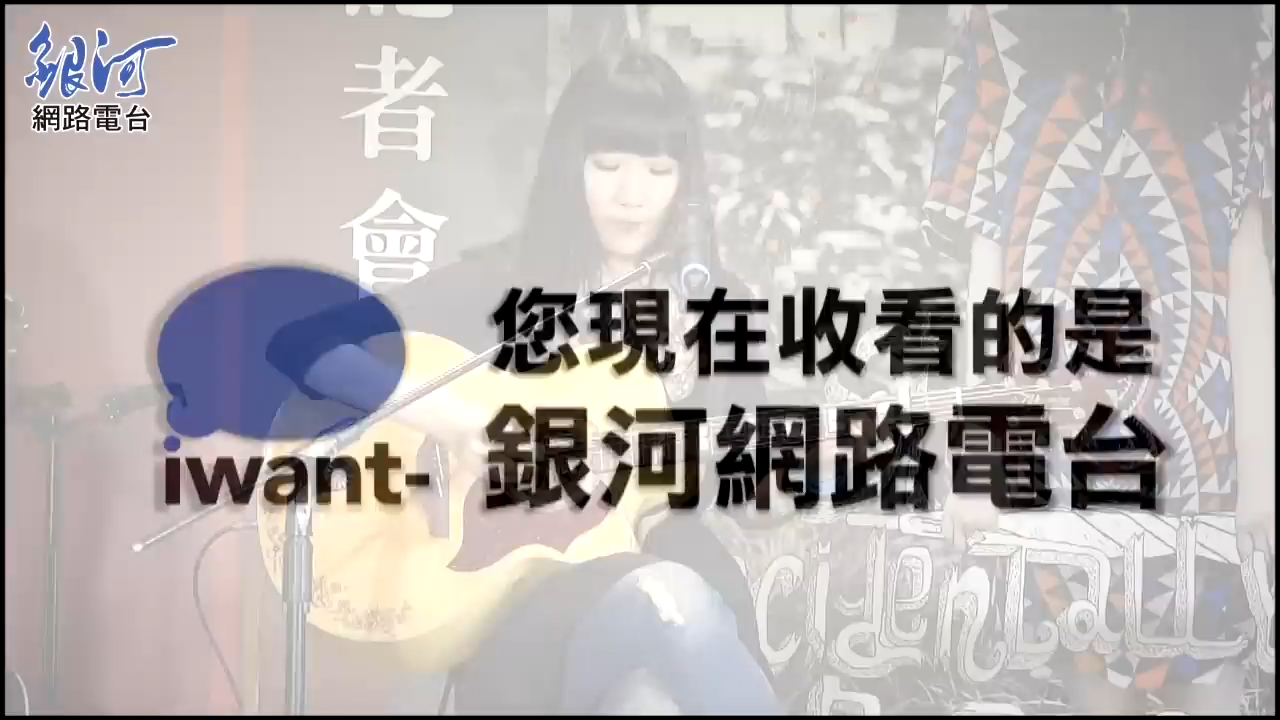 銀河
網路電台
者會
您現在收看的是
iwant-
銀河網路電台
cidentally